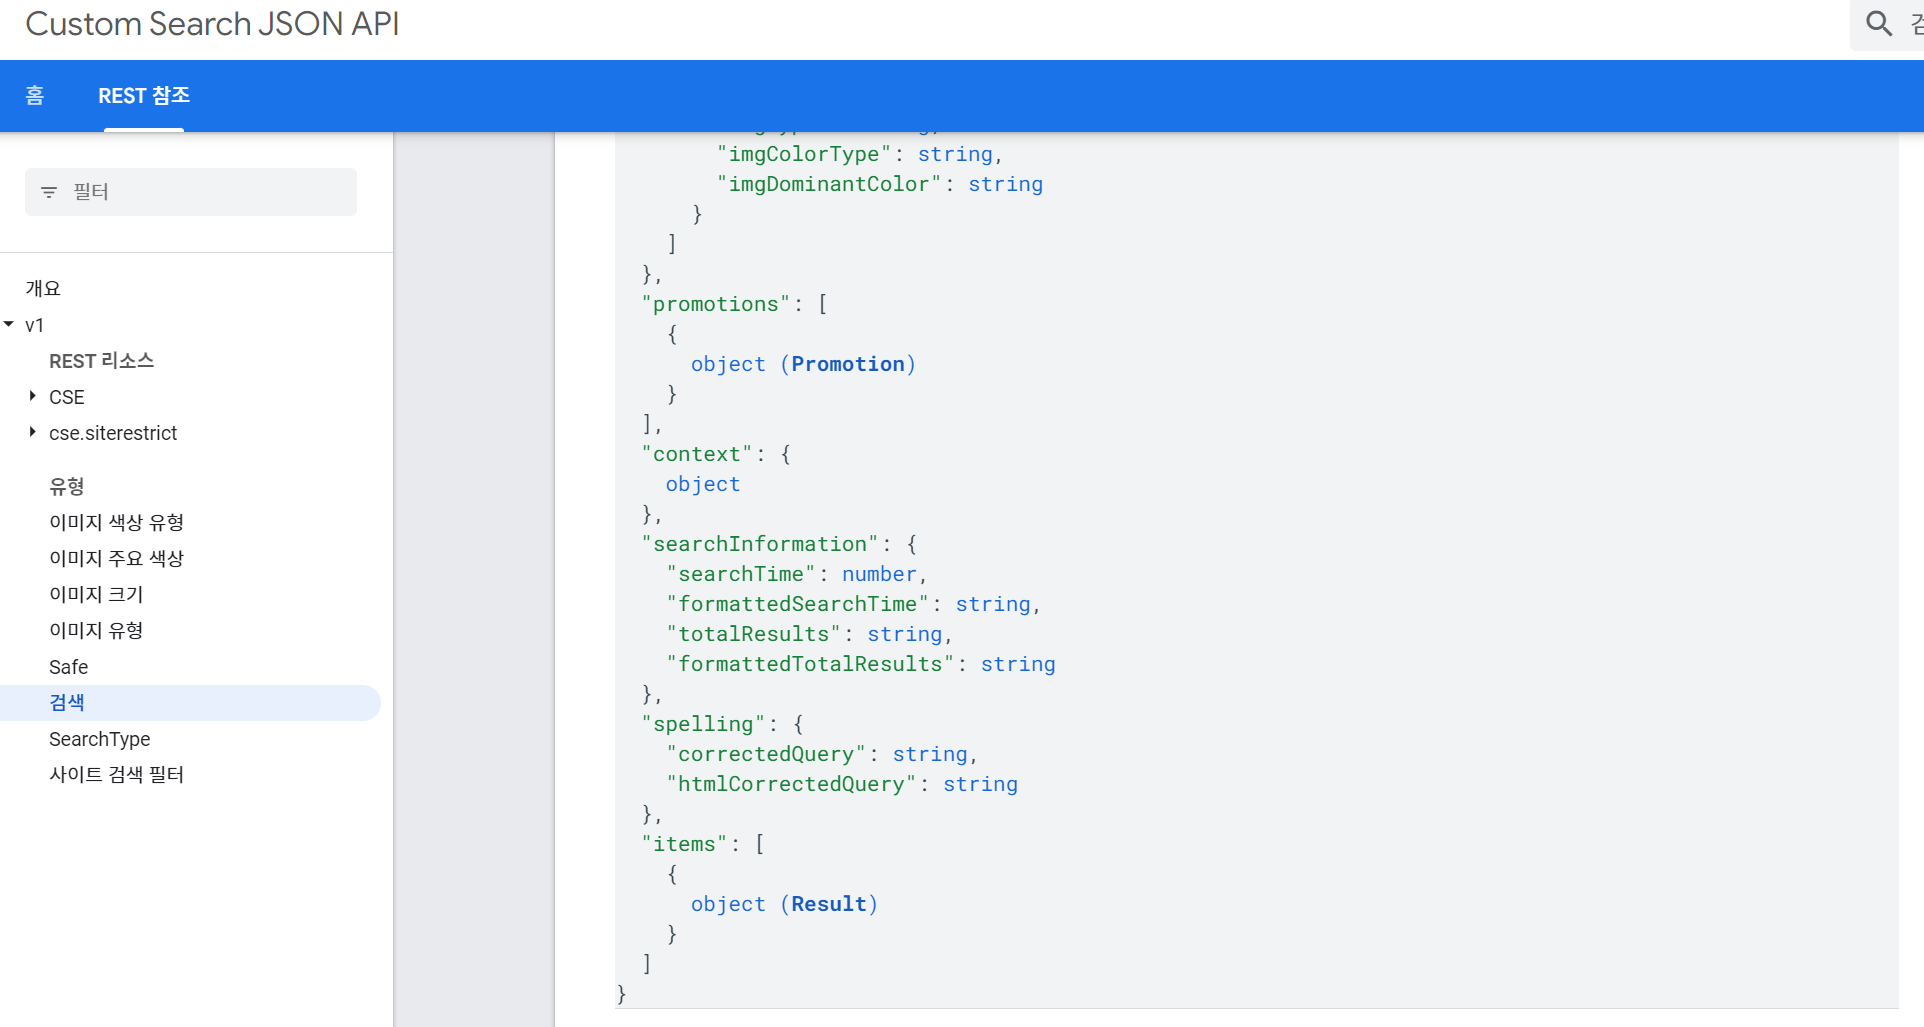 Custom Search JSON API
홈
REST 참조
필터
개요
v1
REST 리소스
CSE
cse.siterestrict
유형
이미지 색상 유형
이미지 주요 색상
이미지 크기
이미지 유형
Safe
검색
SearchType
사이트 검색 필터
"imgColorType": string,
"imgDominantColor": string
}
]
},
"promotions": [
{
object (Promotion)
}
],
"context": {
object
},
"searchInformation": {
"searchTime": number,
"formattedSearchTime": string,
"totalResults": string,
"formattedTotalResults": string
},
"spelling": {
"correctedQuery": string,
"htmlCorrectedQuery": string
},
"items": [
{
object (Result)
}
]
}